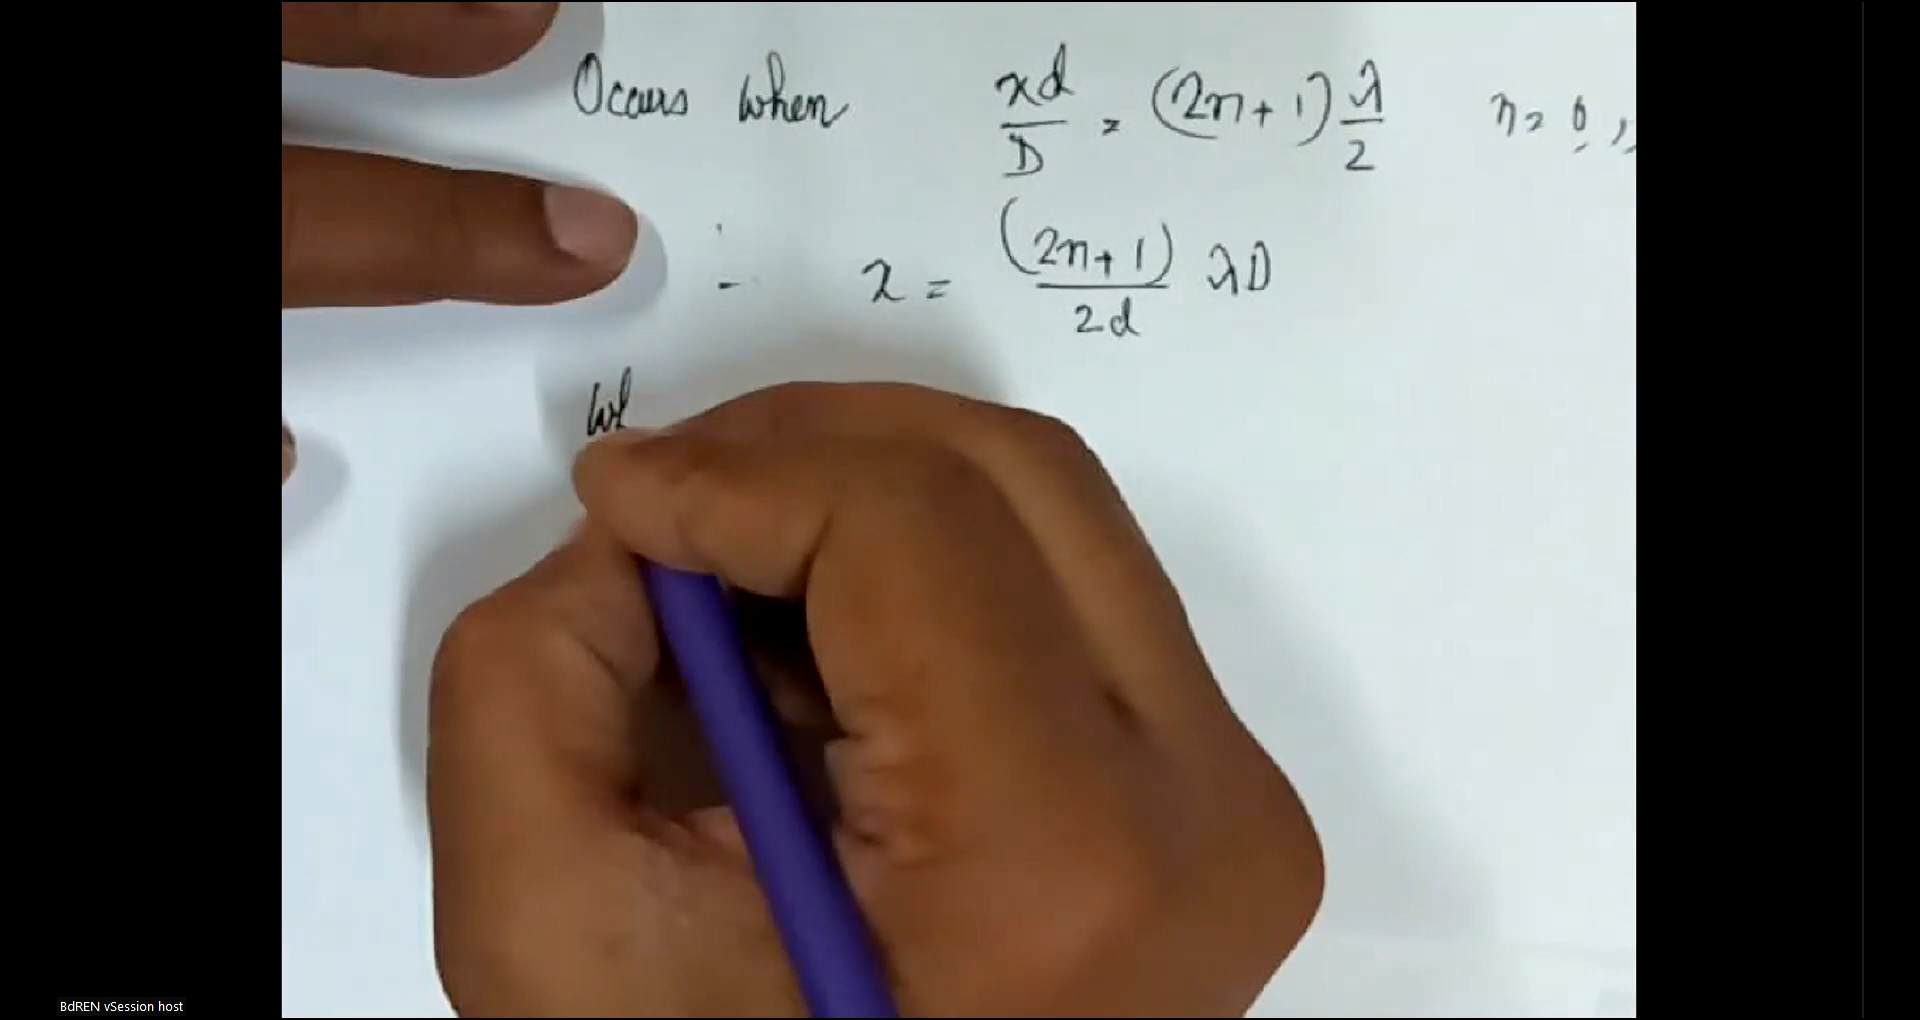 Occurs when xd/D = (2n+1) λ/2 n = 0,
∴ x = (2n+1)/2d λD
Wh
BdREN vSession host